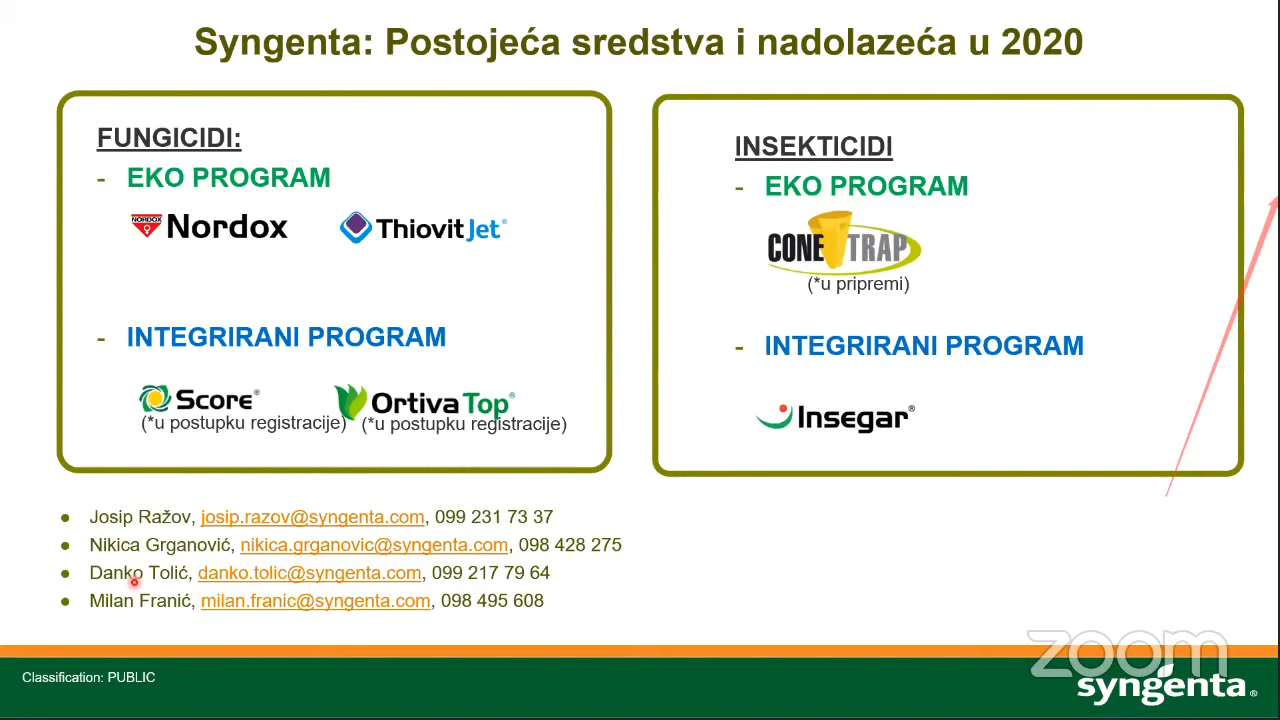 Syngenta: Postojeća sredstva i nadolazeća u 2020
FUNGICIDI:
- EKO PROGRAM
NORDOX Nordox
Thiovit Jet®
- INTEGRIRANI PROGRAM
Score®
(*u postupku registracije)
Ortiva Top®
(*u postupku registracije)
INSEKTICIDI
- EKO PROGRAM
CONETRAP
(*u pripremi)
- INTEGRIRANI PROGRAM
Insegar®
● Josip Ražov, josip.razov@syngenta.com, 099 231 73 37
● Nikica Grganović, nikica.grganovic@syngenta.com, 098 428 275
● Danko Tolić, danko.tolic@syngenta.com, 099 217 79 64
● Milan Franić, milan.franic@syngenta.com, 098 495 608
zoom
Classification: PUBLIC
syngenta®